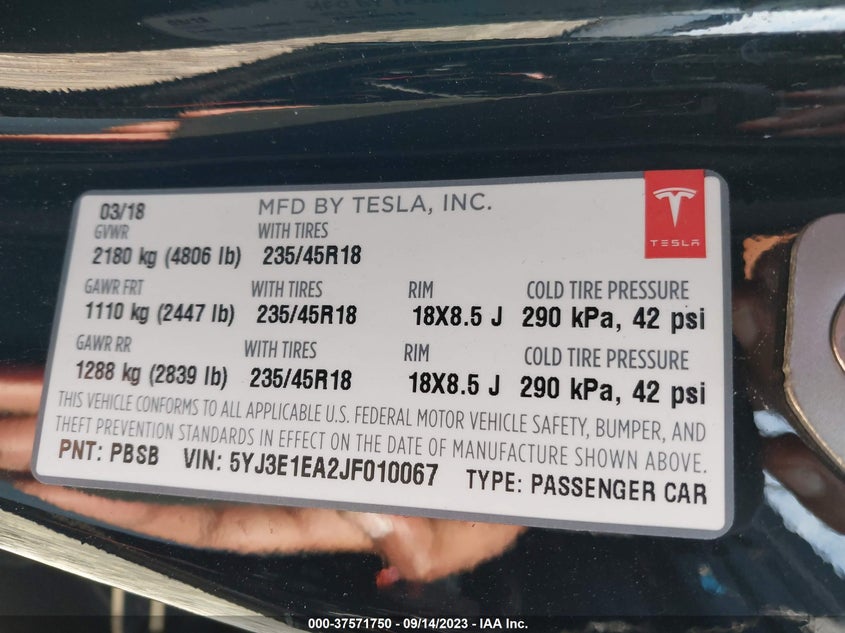 03/18 MFD BY TESLA, INC.
TESLA
GVWR WITH TIRES
2180 kg (4806 lb) 235/45R18
GAWR FRT WITH TIRES RIM COLD TIRE PRESSURE
1110 kg (2447 lb) 235/45R18 18X8.5 J 290 kPa, 42 psi
GAWR RR WITH TIRES RIM COLD TIRE PRESSURE
1288 kg (2839 lb) 235/45R18 18X8.5 J 290 kPa, 42 psi
THIS VEHICLE CONFORMS TO ALL APPLICABLE U.S. FEDERAL MOTOR VEHICLE SAFETY, BUMPER, AND
THEFT PREVENTION STANDARDS IN EFFECT ON THE DATE OF MANUFACTURE SHOWN ABOVE.
PNT: PBSB VIN: 5YJ3E1EA2JF010067 TYPE: PASSENGER CAR
000-37571750 - 09/14/2023 - IAA Inc.